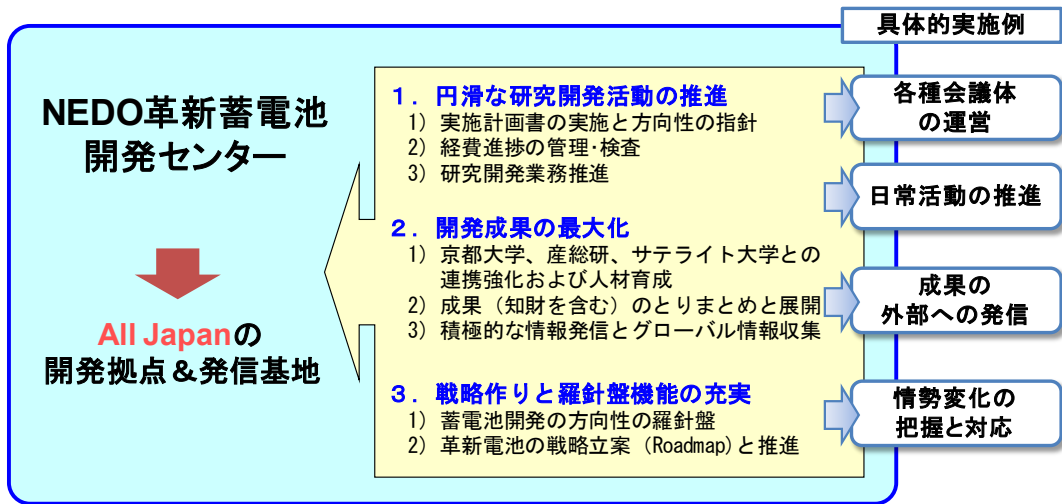 具体的実施例
NEDO革新蓄電池
開発センター
All Japanの
開発拠点＆発信基地
１．円滑な研究開発活動の推進
1）実施計画書の実施と方向性の指針
2）経費進捗の管理･検査
3）研究開発業務推進
２．開発成果の最大化
1）京都大学、産総研、サテライト大学との
連携強化および人材育成
2）成果（知財を含む）のとりまとめと展開
3）積極的な情報発信とグローバル情報収集
３．戦略作りと羅針盤機能の充実
1）蓄電池開発の方向性の羅針盤
2）革新電池の戦略立案（Roadmap)と推進
各種会議体
の運営
日常活動の推進
成果の
外部への発信
情勢変化の
把握と対応